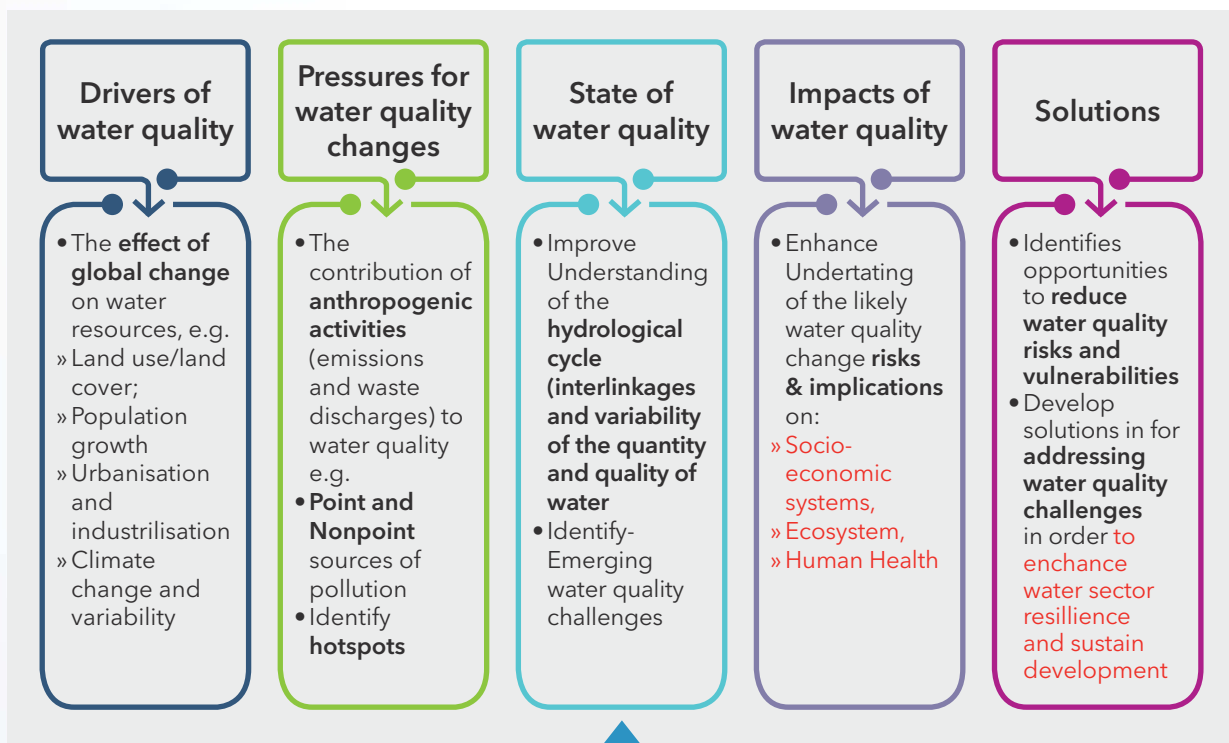 Drivers of
water quality
• The effect of
global change
on water
resources, e.g.
» Land use/land
cover;
» Population
growth
» Urbanisation
and
industrilisation
» Climate
change and
variability
Pressures for
water quality
changes
• The
contribution of
anthropogenic
activities
(emissions
and waste
discharges) to
water quality
e.g.
• Point and
Nonpoint
sources of
pollution
• Identify
hotspots
State of
water quality
• Improve
Understanding
of the
hydrological
cycle
(interlinkages
and variability
of the quantity
and quality of
water
• Identify-
Emerging
water quality
challenges
Impacts of
water quality
• Enhance
Undertating
of the likely
water quality
change risks
& implications
on:
» Socio-
economic
systems,
» Ecosystem,
» Human Health
Solutions
• Identifies
opportunities
to reduce
water quality
risks and
vulnerabilities
• Develop
solutions in for
addressing
water quality
challenges
in order to
enchance
water sector
resillience
and sustain
development